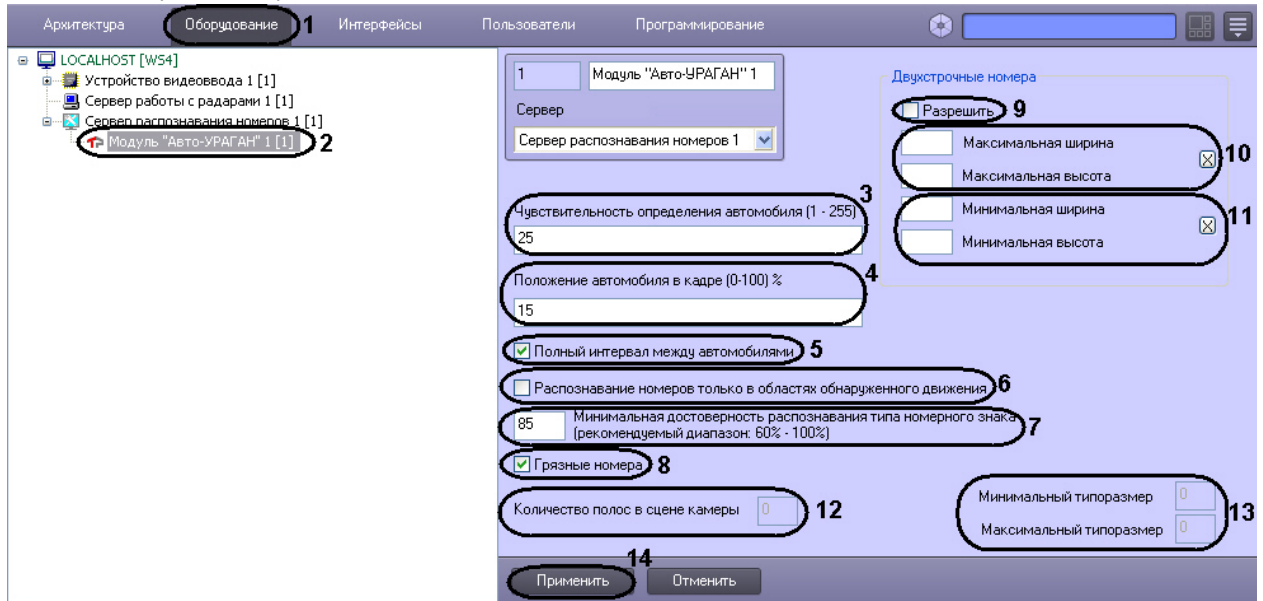 Архитектура Оборудование 1 Интерфейсы Пользователи Программирование
LOCALHOST [WS4]
Устройство видеоввода 1 [1]
Сервер работы с радарами 1 [1]
Сервер распознавания номеров 1 [1]
Модуль "Авто-УРАГАН" 1 [1] 2
1 Модуль "Авто-УРАГАН" 1
Сервер
Сервер распознавания номеров 1
Двухстрочные номера
Разрешить 9
Максимальная ширина
10
Максимальная высота
Минимальная ширина
11
Минимальная высота
3
Чувствительность определения автомобиля (1 - 255)
25
Положение автомобиля в кадре (0-100) % 4
15
Полный интервал между автомобилями 5
Распознавание номеров только в областях обнаруженного движения 6
85 Минимальная достоверность распознавания типа номерного знака
(рекомендуемый диапазон: 60% - 100%) 7
Грязные номера 8
Количество полос в сцене камеры 0 12
Минимальный типоразмер 0
13
Максимальный типоразмер 0
14
Применить Отменить